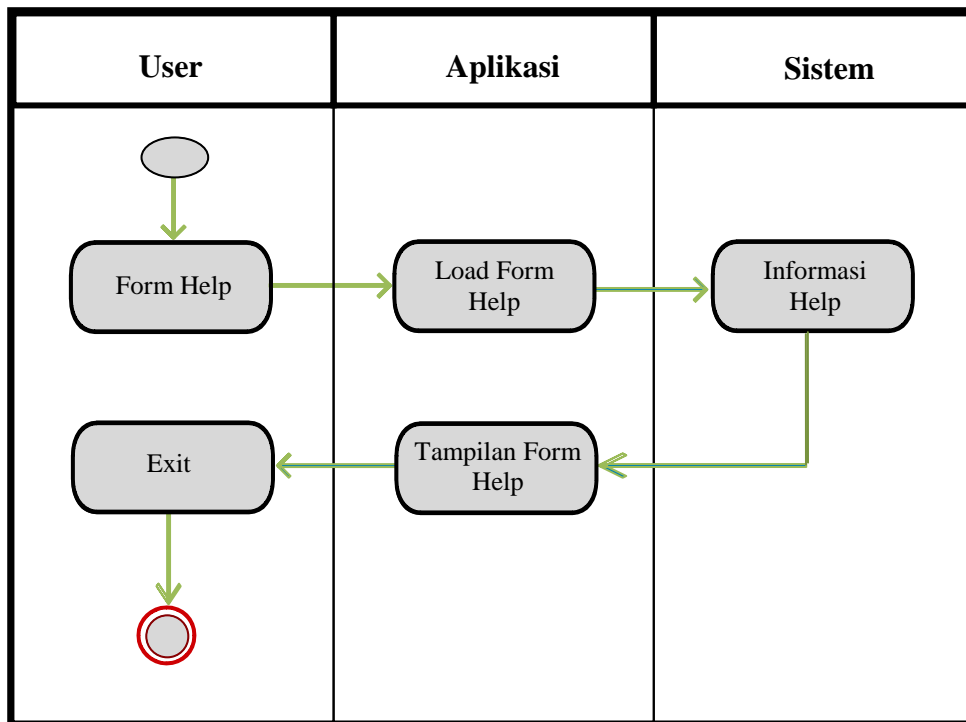 User
Aplikasi
Sistem
Form Help
Load Form
Help
Informasi
Help
Exit
Tampilan Form
Help